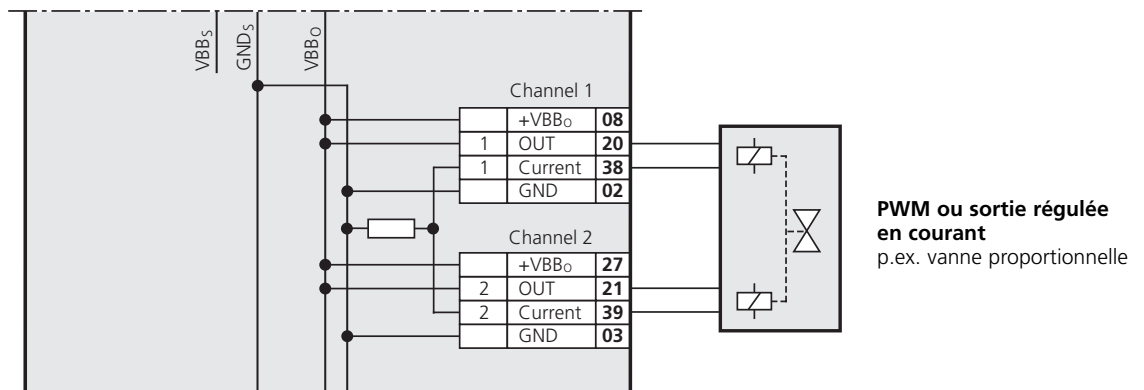 VBBS
GNDS
VBBO
Channel 1
+VBBO 08
1 OUT 20
1 Current 38
GND 02
Channel 2
+VBBO 27
2 OUT 21
2 Current 39
GND 03
PWM ou sortie régulée
en courant
p.ex. vanne proportionnelle